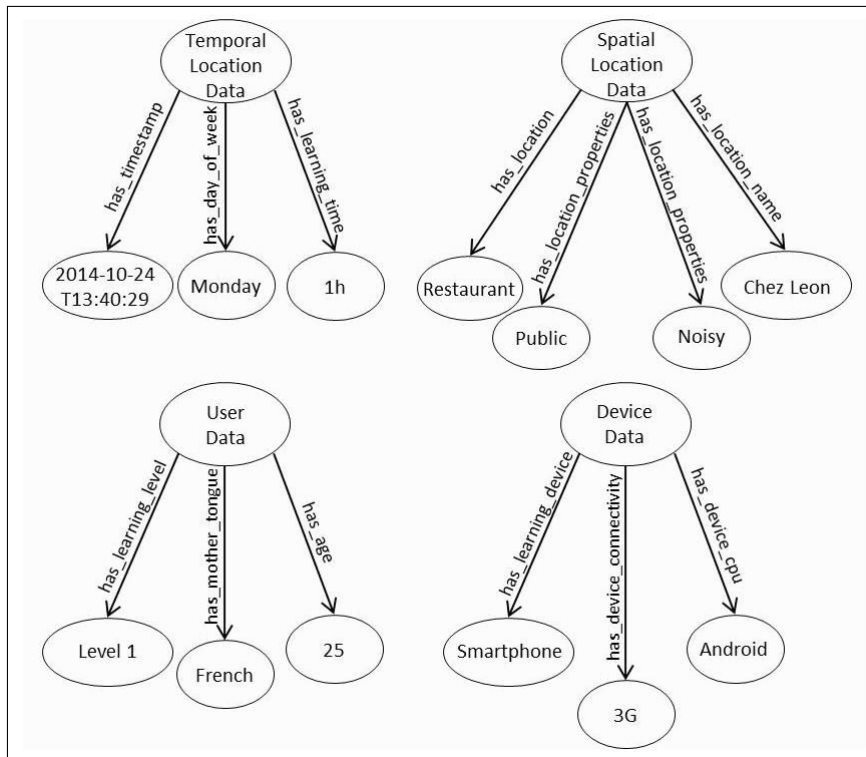 Temporal
Location
Data
has_timestamp
has_day_of_week
has_learning_time
2014-10-24
T13:40:29
Monday
1h
Spatial
Location
Data
has_location
has_location_properties
has_location_properties
has_location_name
Restaurant
Public
Noisy
Chez Leon
User
Data
has_learning_level
has_mother_tongue
has_age
Level 1
French
25
Device
Data
has_learning_device
has_device_connectivity
has_device_cpu
Smartphone
3G
Android